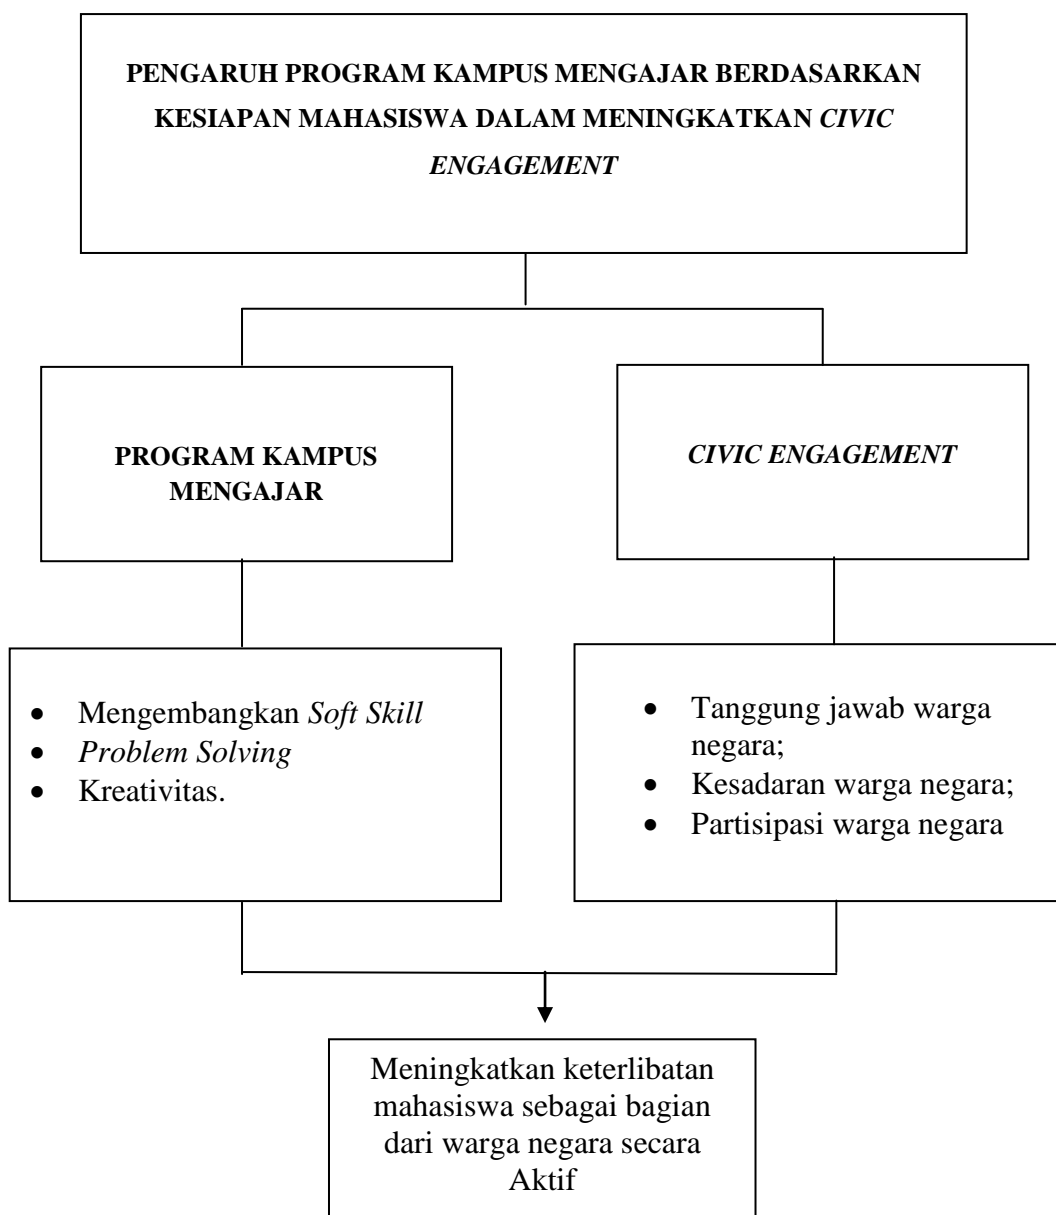 PENGARUH PROGRAM KAMPUS MENGAJAR BERDASARKAN
KESIAPAN MAHASISWA DALAM MENINGKATKAN CIVIC
ENGAGEMENT
PROGRAM KAMPUS
MENGAJAR
CIVIC ENGAGEMENT
• Mengembangkan Soft Skill
• Problem Solving
• Kreativitas.
• Tanggung jawab warga
negara;
• Kesadaran warga negara;
• Partisipasi warga negara
Meningkatkan keterlibatan
mahasiswa sebagai bagian
dari warga negara secara
Aktif